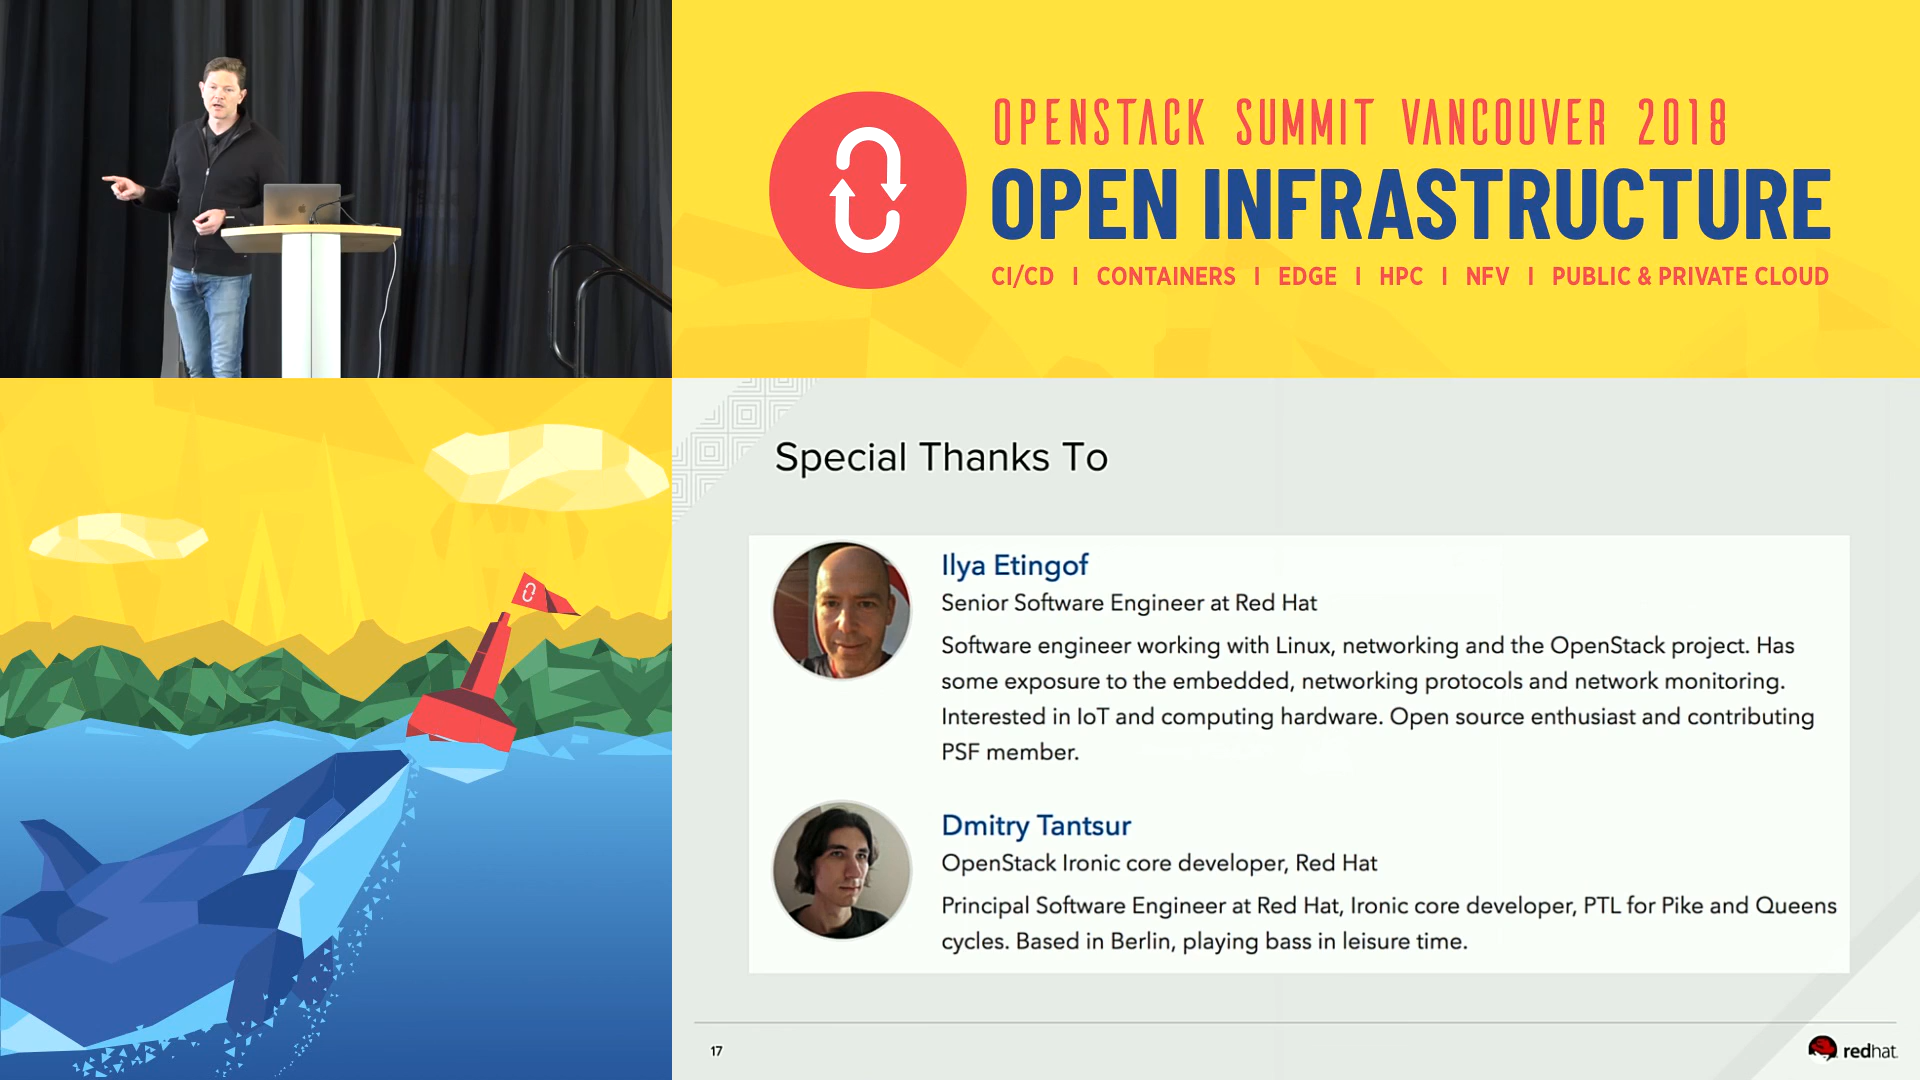 OPENSTACK SUMMIT VANCOUVER 2018
OPEN INFRASTRUCTURE
CI/CD | CONTAINERS | EDGE | HPC | NFV | PUBLIC & PRIVATE CLOUD
Special Thanks To
Ilya Etingof
Senior Software Engineer at Red Hat
Software engineer working with Linux, networking and the OpenStack project. Has
some exposure to the embedded, networking protocols and network monitoring.
Interested in IoT and computing hardware. Open source enthusiast and contributing
PSF member.
Dmitry Tantsur
OpenStack Ironic core developer, Red Hat
Principal Software Engineer at Red Hat, Ironic core developer, PTL for Pike and Queens
cycles. Based in Berlin, playing bass in leisure time.
17
redhat.